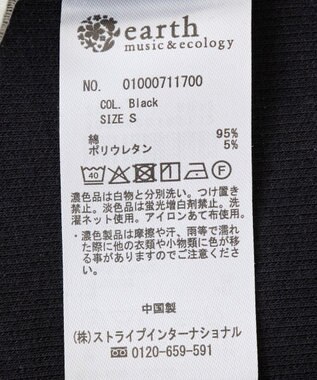 earth
music & ecology
NO. 01000711700
COL. Black
SIZE S
綿 95%
ポリウレタン 5%
40 F
濃色品は白物と分別洗い。つけ置き
禁止。淡色品は蛍光増白剤禁止。洗
濯ネット使用。アイロンあて布使用。
・濃色製品は摩擦や汗、雨等で濡れ
た際に他の衣類や小物類に色が移
る事がありますのでご注意下さい。
中国製
(株)ストライプインターナショナル
0120-659-591